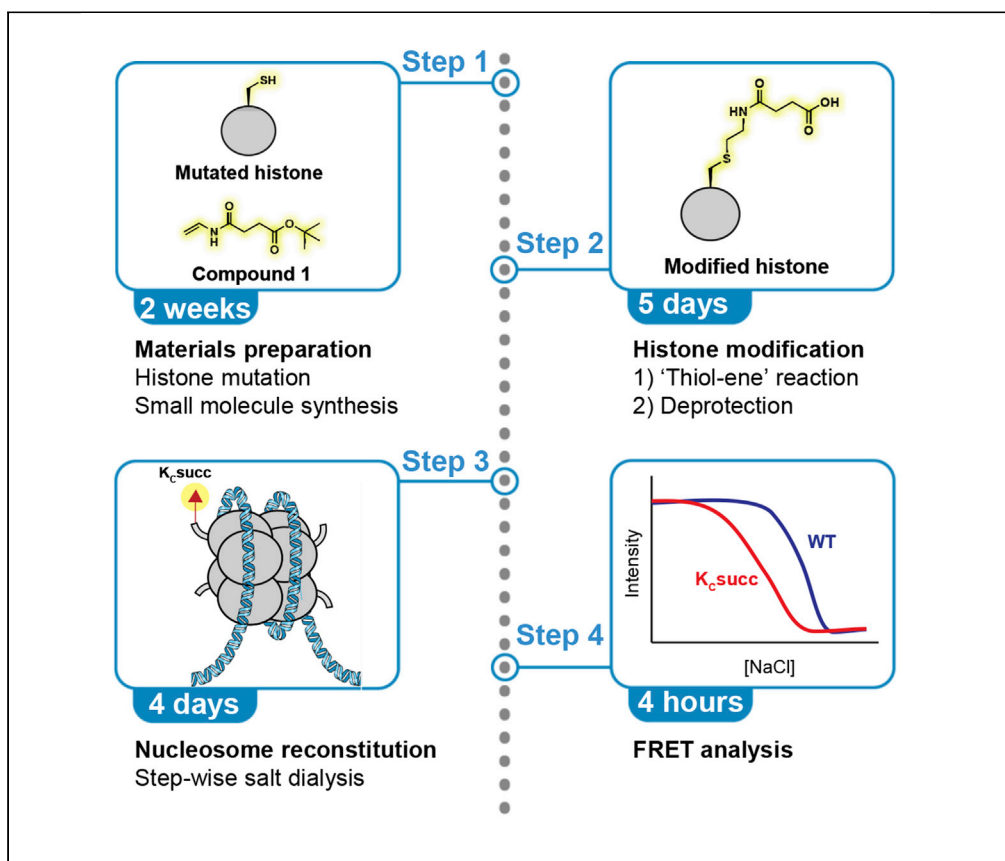 Step 1
SH
Mutated histone
O
N
H
O
O
Compound 1
2 weeks
Materials preparation
Histone mutation
Small molecule synthesis
Step 2
O
HN
OH
O
S
Modified histone
5 days
Histone modification
1) ‘Thiol-ene’ reaction
2) Deprotection
Step 3
KCsucc
4 days
Nucleosome reconstitution
Step-wise salt dialysis
Step 4
Intensity
WT
KCsucc
[NaCl]
4 hours
FRET analysis